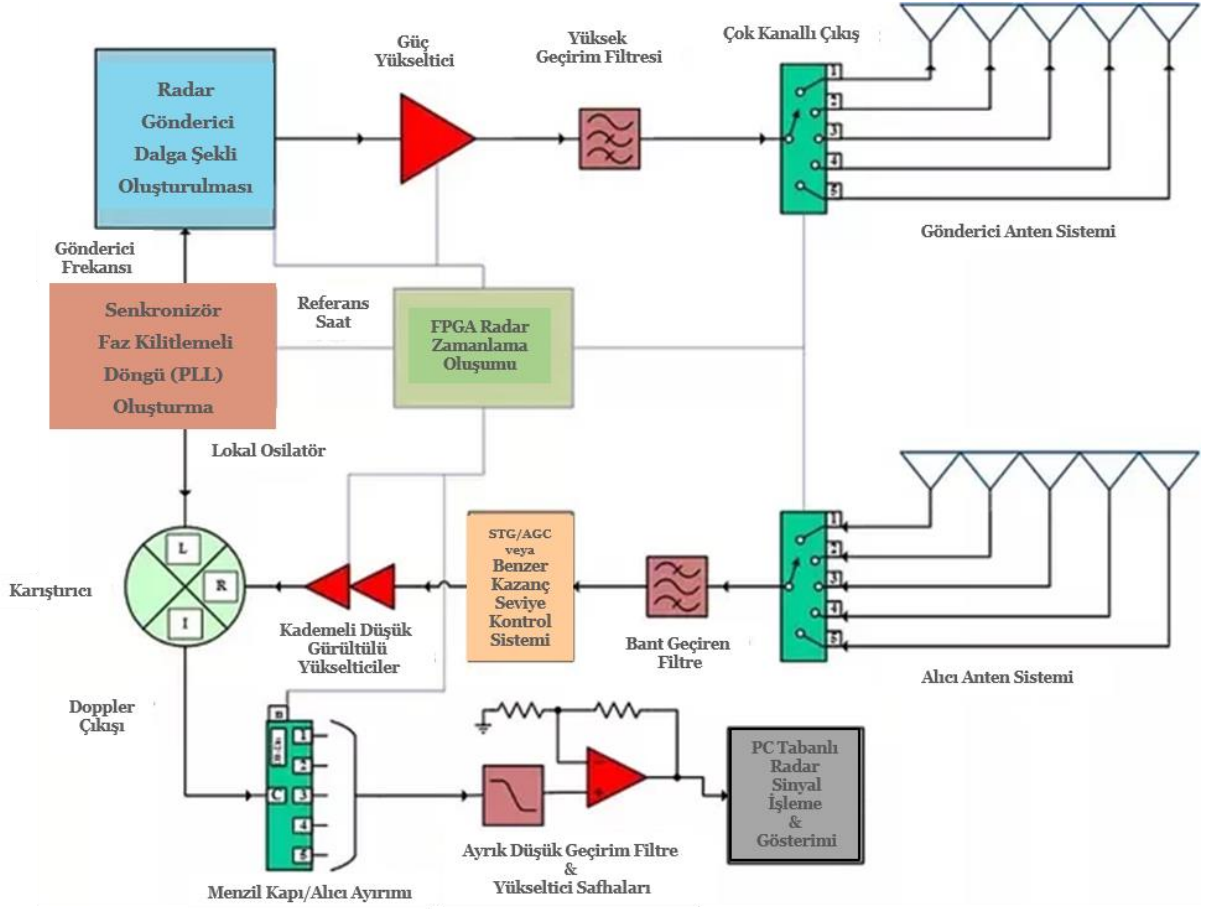 Güç
Yükseltici
Yüksek
Geçirim Filtresi
Çok Kanallı Çıkış
Radar
Gönderici
Dalga Şekli
Oluşturulması
1
2
3
4
5
Gönderici Anten Sistemi
Gönderici
Frekansı
Senkronizör
Faz Kilitlemeli
Döngü (PLL)
Oluşturma
Referans
Saat
FPGA Radar
Zamanlama
Oluşumu
Lokal Osilatör
L
R
I
Karıştırıcı
Kademeli Düşük
Gürültülü
Yükselticiler
STG/AGC
veya
Benzer
Kazanç
Seviye
Kontrol
Sistemi
Bant Geçiren
Filtre
1
2
3
4
5
Alıcı Anten Sistemi
Doppler
Çıkışı
C
1
2
3
4
5
Menzil Kapı/Alıcı Ayırımı
Ayrık Düşük Geçirim Filtre
&
Yükseltici Safhaları
PC Tabanlı
Radar
Sinyal
İşleme
&
Gösterimi